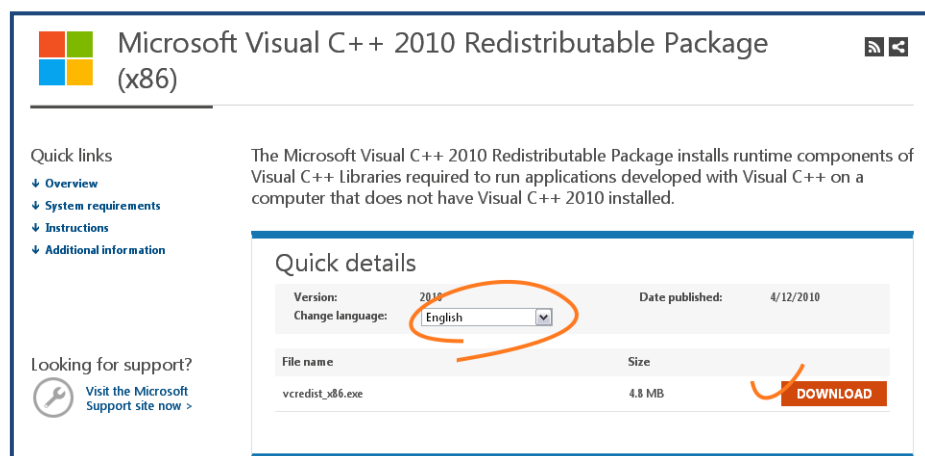 Microsoft Visual C++ 2010 Redistributable Package
(x86)
Quick links
Overview
System requirements
Instructions
Additional information
Looking for support?
Visit the Microsoft
Support site now >
The Microsoft Visual C++ 2010 Redistributable Package installs runtime components of
Visual C++ Libraries required to run applications developed with Visual C++ on a
computer that does not have Visual C++ 2010 installed.
Quick details
Version: 2010 Date published: 4/12/2010
Change language: English
File name Size
vcredist_x86.exe 4.8 MB DOWNLOAD